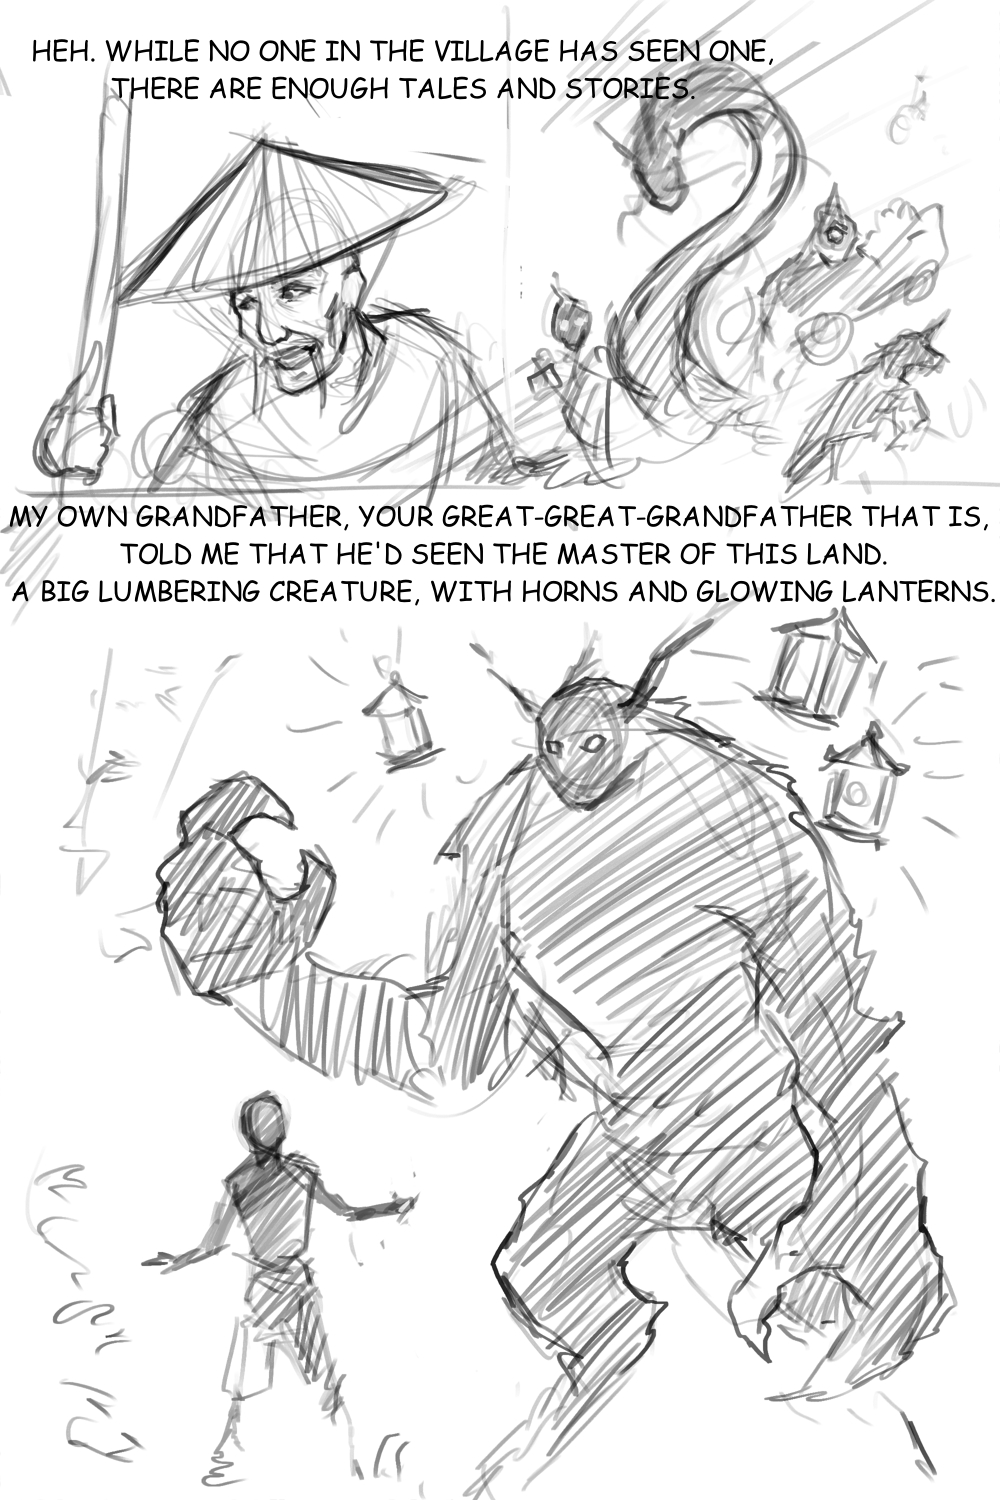 HEH. WHILE NO ONE IN THE VILLAGE HAS SEEN ONE,
THERE ARE ENOUGH TALES AND STORIES.
MY OWN GRANDFATHER, YOUR GREAT-GREAT-GRANDFATHER THAT IS,
TOLD ME THAT HE'D SEEN THE MASTER OF THIS LAND.
A BIG LUMBERING CREATURE, WITH HORNS AND GLOWING LANTERNS.